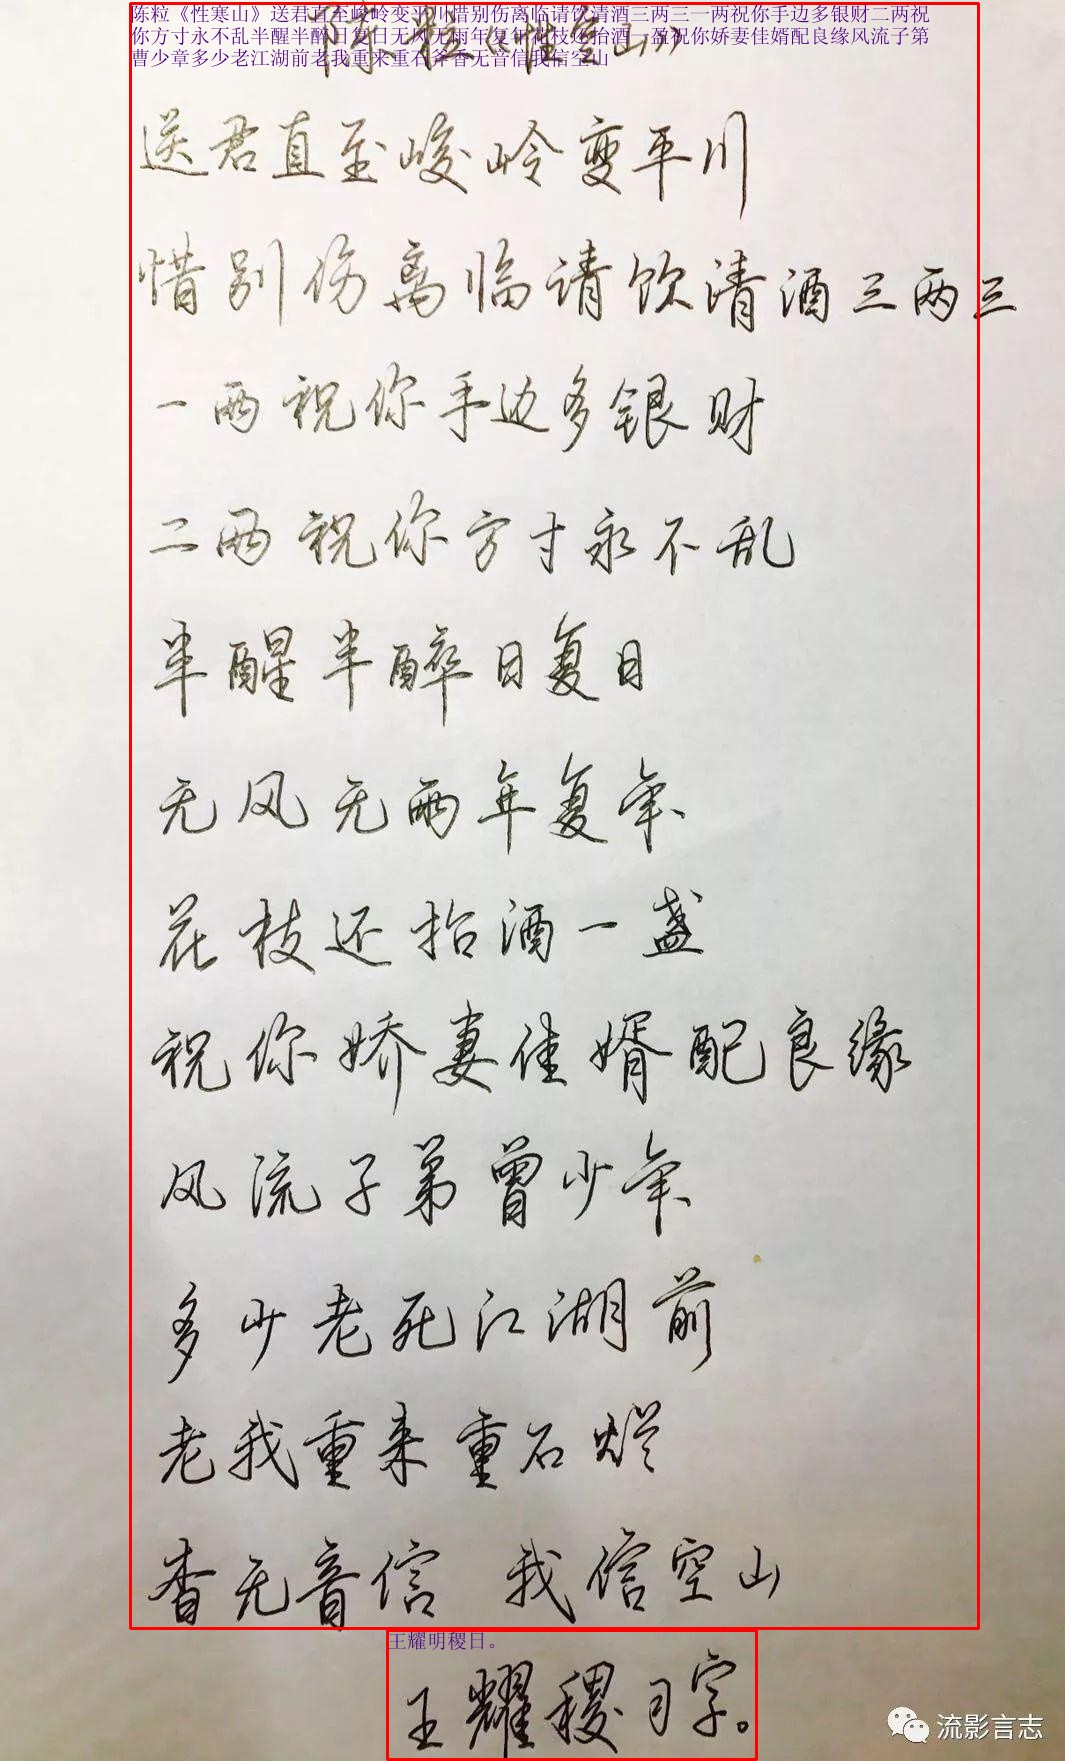 陈粒《性寒山》送君直至峻岭变平川惜别伤离临请饮清酒三两三一两祝你手边多银财二两祝
你方寸永不乱半醒半醉日复日无风无雨年复年花枝还抬酒一盈祝你娇妻佳婿配良缘风流子第
曹少章多少老江湖前老我重来重石斧香无音信我信空山
陈粒《性空山》
送君直至峻岭变平川
惜别伤离临请饮清酒三两三
一两祝你手边多银财
二两祝你方寸永不乱
半醒半醉日复日
无风无雨年复年
花枝还抬酒一盏
祝你娇妻佳婿配良缘
风流子弟曾少年
多少老死江湖前
老我重来重石烂
杳无音信 我信空山
王耀明稷日。
王耀稷日字。
流影言志